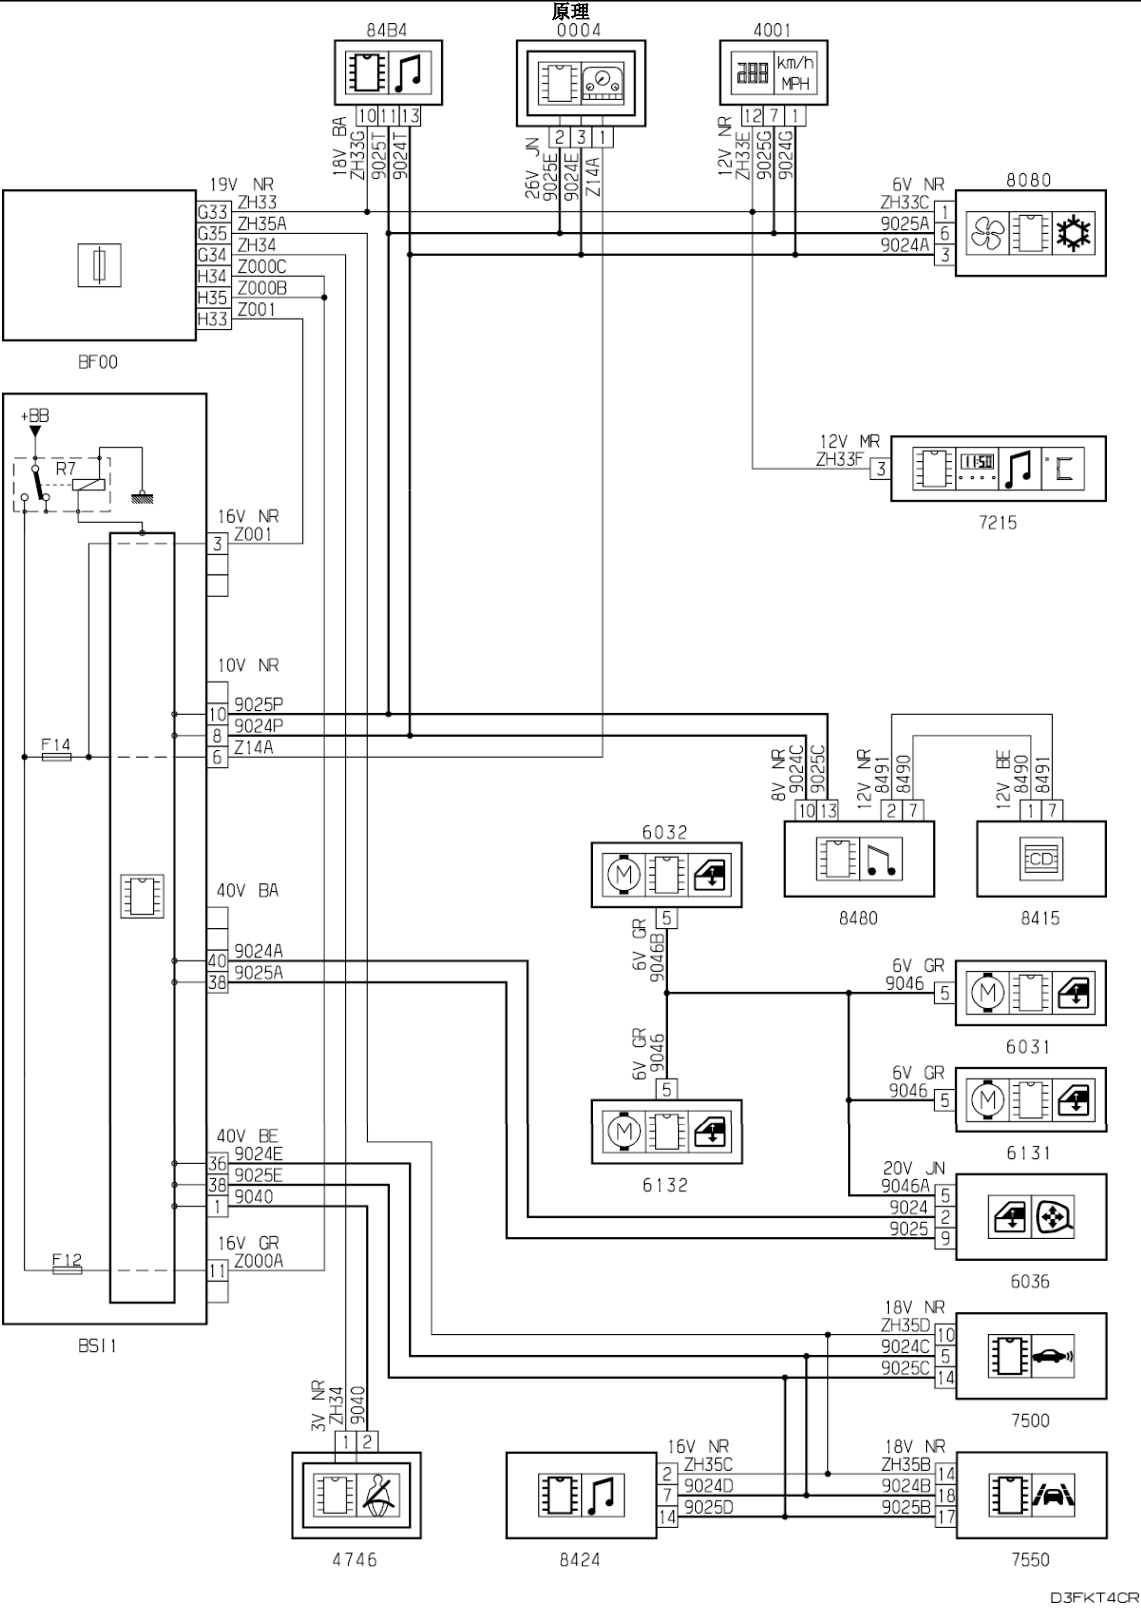 原理
84B4
0004
4001
km/h
MPH
10 11 13
2 3 1
12 7 1
18V BA
ZH33G
9025T
9024T
26V JN
9025E
9024E
Z14A
12V NR
ZH33E
9025G
9024G
19V NR
G33 ZH33
G35 ZH35A
G34 ZH34
H34 Z000C
H35 Z000B
H33 Z001
BF00
6V NR
ZH33C 1
9025A 6
9024A 3
8080
+BB
R7
12V MR
ZH33F 3
11:50
7215
16V NR
3 Z001
10V NR
10 9025P
8 9024P
6 Z14A
F14
8V NR
9024C
9025C
12V NR
8491
8490
12V BE
8490
8491
10 13
2 7
1 7
CD
8480
8415
6032
M
5
6V GR
9046B
40V BA
40 9024A
38 9025A
6V GR
9046 5
M
6031
6V GR
9046
5
M
6132
6V GR
9046 5
M
6131
40V BE
36 9024E
38 9025E
1 9040
20V JN
9046A 5
9024 2
9025 9
6036
16V GR
11 Z000A
F12
BSI1
18V NR
ZH35D 10
9024C 5
9025C 14
7500
3V NR
ZH34
9040
1 2
4746
16V NR
2 ZH35C
7 9024D
14 9025D
8424
18V NR
ZH35B 14
9024B 18
9025B 17
7550
D3FKT4CR